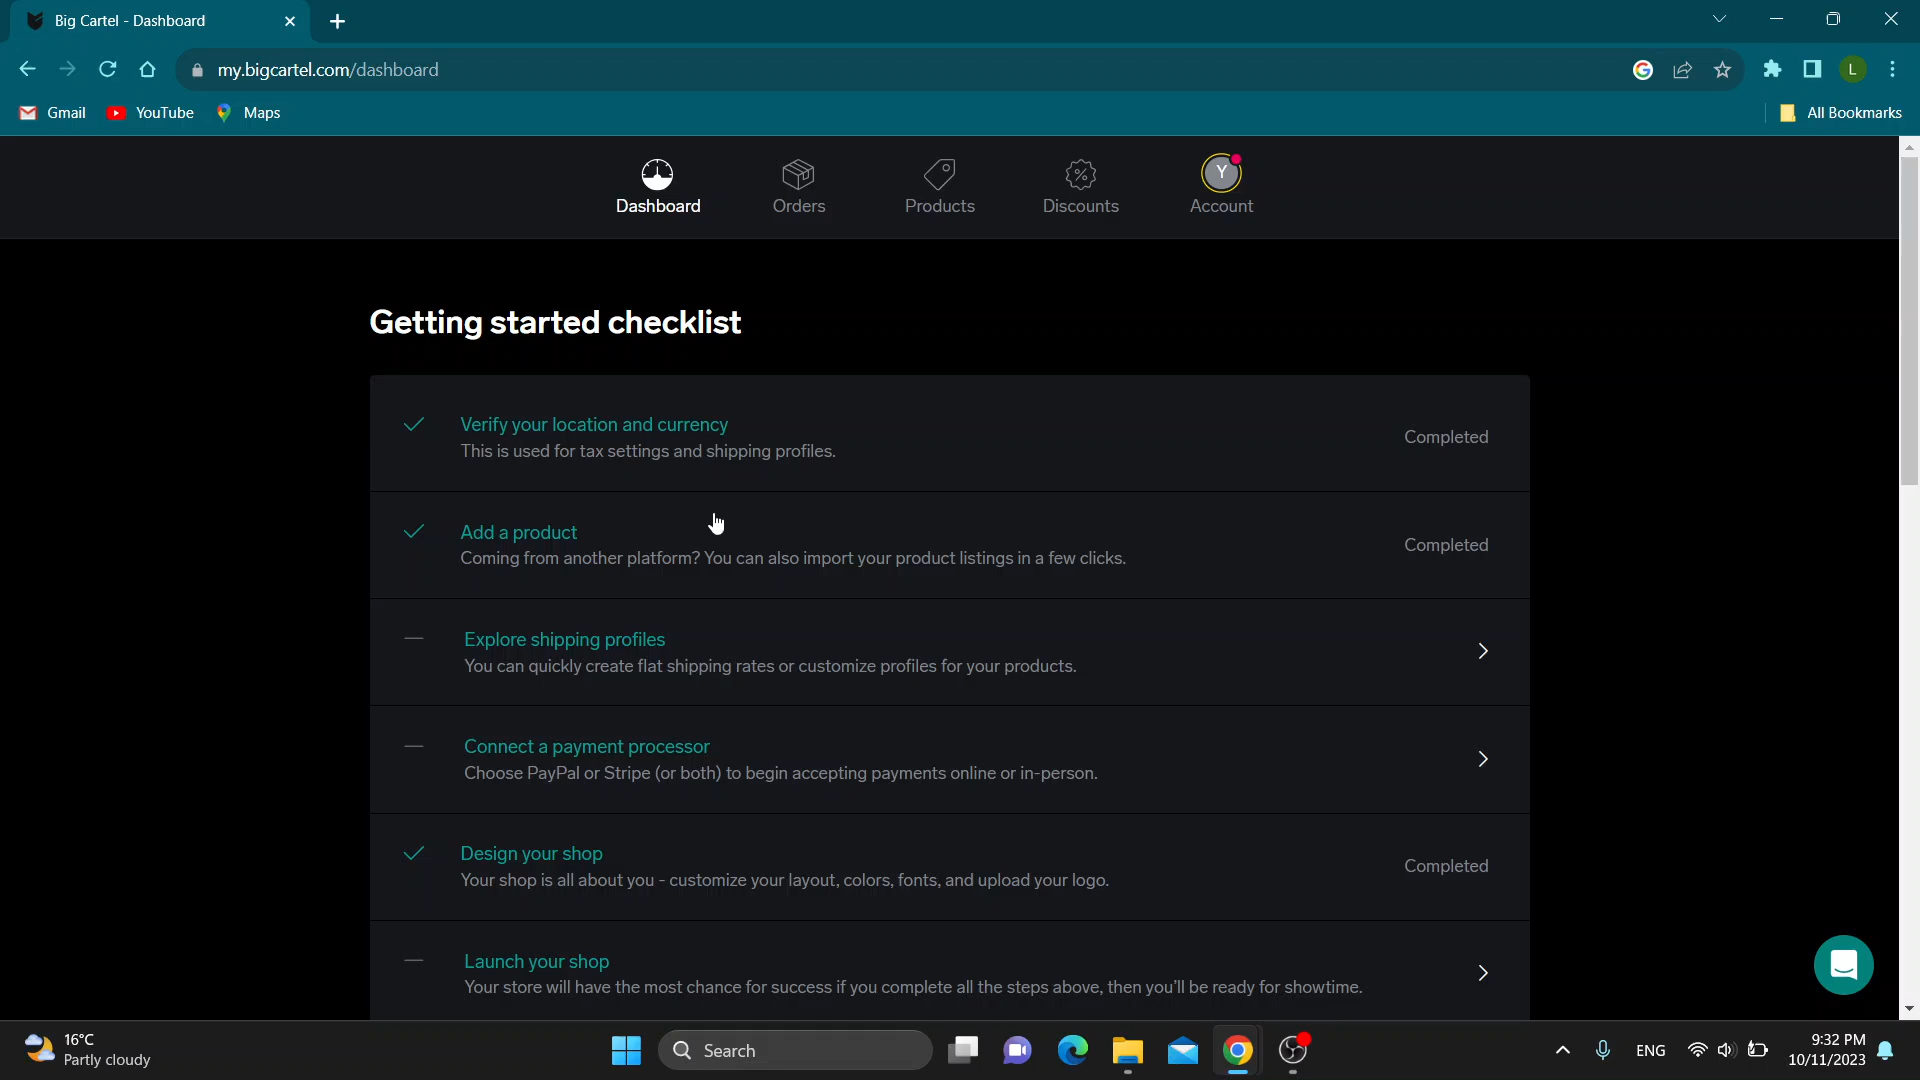 Big Cartel - Dashboard
my.bigcartel.com/dashboard
L
Gmail
YouTube
Maps
All Bookmarks
Dashboard
Orders
Products
Discounts
Y
Account
Getting started checklist
Verify your location and currency
This is used for tax settings and shipping profiles.
Completed
Add a product
Coming from another platform? You can also import your product listings in a few clicks.
Completed
Explore shipping profiles
You can quickly create flat shipping rates or customize profiles for your products.
Connect a payment processor
Choose PayPal or Stripe (or both) to begin accepting payments online or in-person.
Design your shop
Your shop is all about you - customize your layout, colors, fonts, and upload your logo.
Completed
Launch your shop
Your store will have the most chance for success if you complete all the steps above, then you'll be ready for showtime.
16°C
Partly cloudy
Search
ENG
9:32 PM
10/11/2023